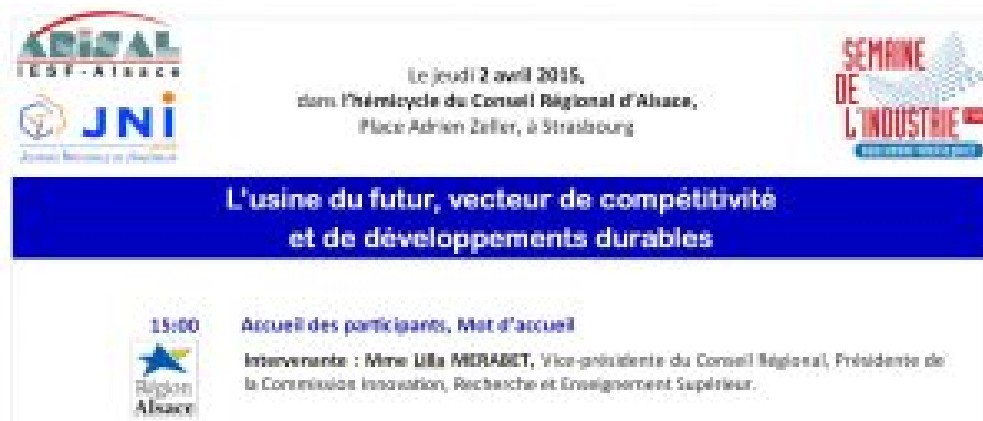 ABISAL
IESF-Alsace
JNI
Le jeudi 2 avril 2015,
dans l'hémicycle du Conseil Régional d'Alsace,
Place Adrien Zeller, à Strasbourg
SEMAINE
DE
L'INDUSTRIE
L'usine du futur, vecteur de compétitivité
et de développements durables
15:00 Accueil des participants, Mot d'accueil
Intervenante : Mme Lilla MERABET, Vice-présidente du Conseil Régional, Présidente de
la Commission Innovation, Recherche et Enseignement Supérieur.
Région
Alsace